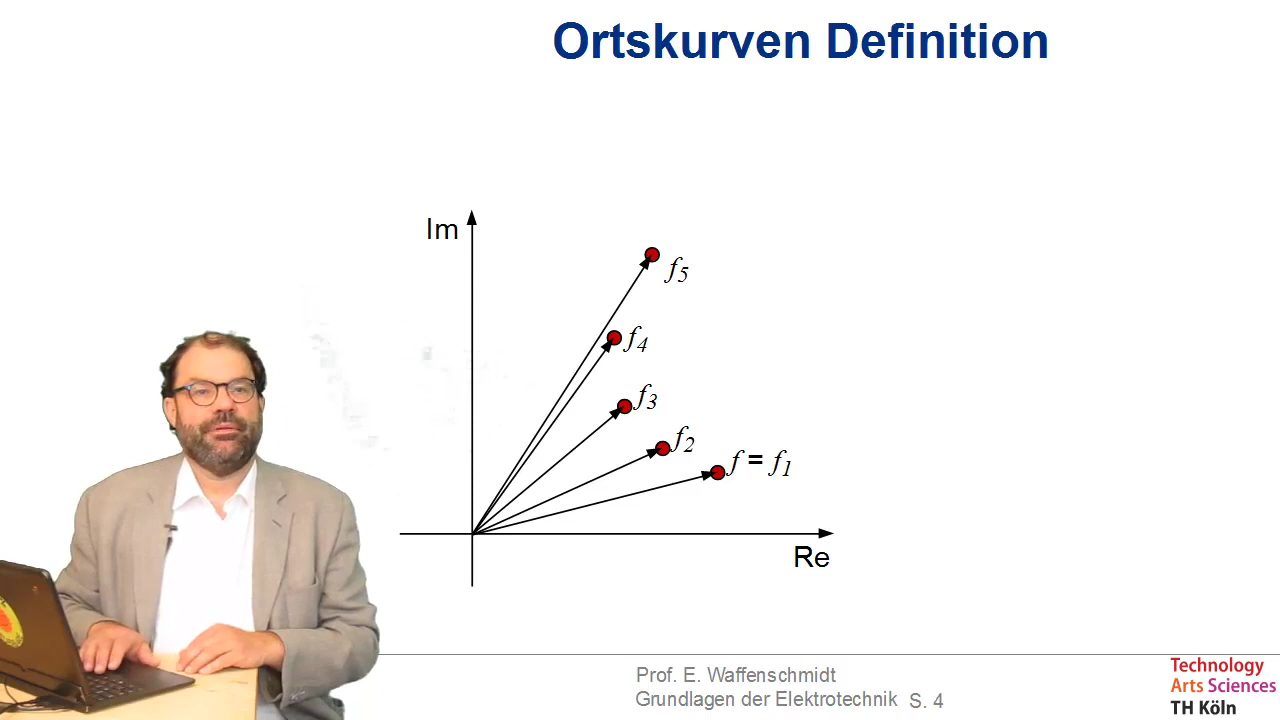 Ortskurven Definition
Im
f5
f4
f3
f2
f = f1
Re
Prof. E. Waffenschmidt
Grundlagen der Elektrotechnik S. 4
Technology
Arts Sciences
TH Köln